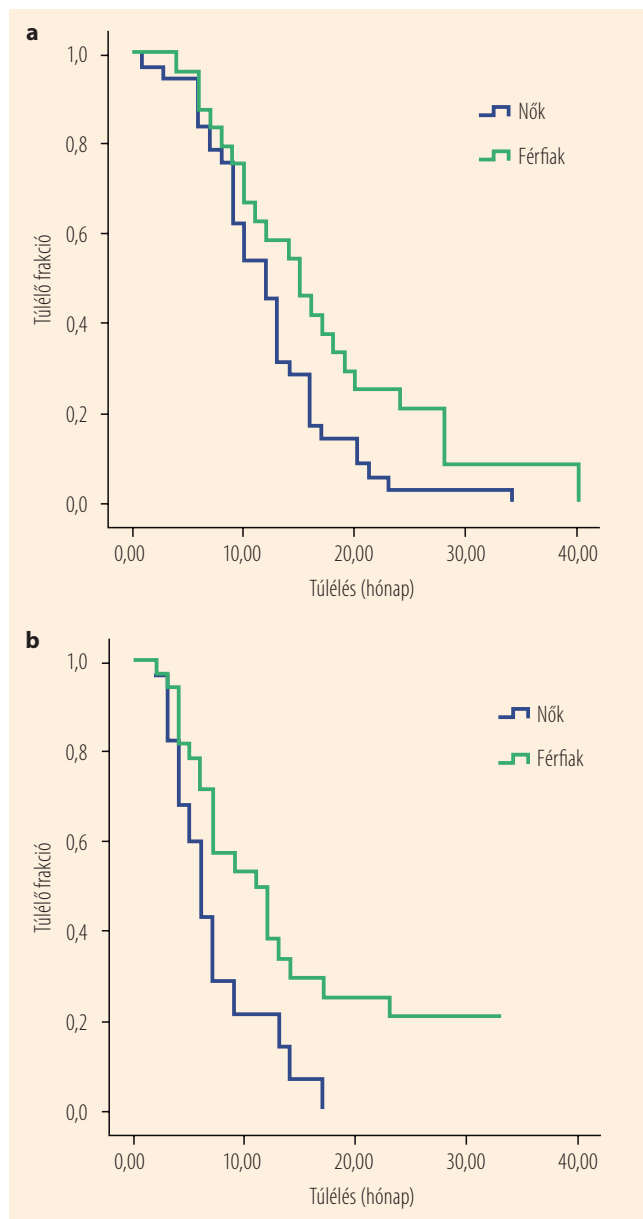 a
1,0
0,8
0,6
0,4
0,2
0,0
Túlélő frakció
Nők
Férfiak
0,00 10,00 20,00 30,00 40,00
Túlélés (hónap)
b
1,0
0,8
0,6
0,4
0,2
0,0
Túlélő frakció
Nők
Férfiak
0,00 10,00 20,00 30,00 40,00
Túlélés (hónap)